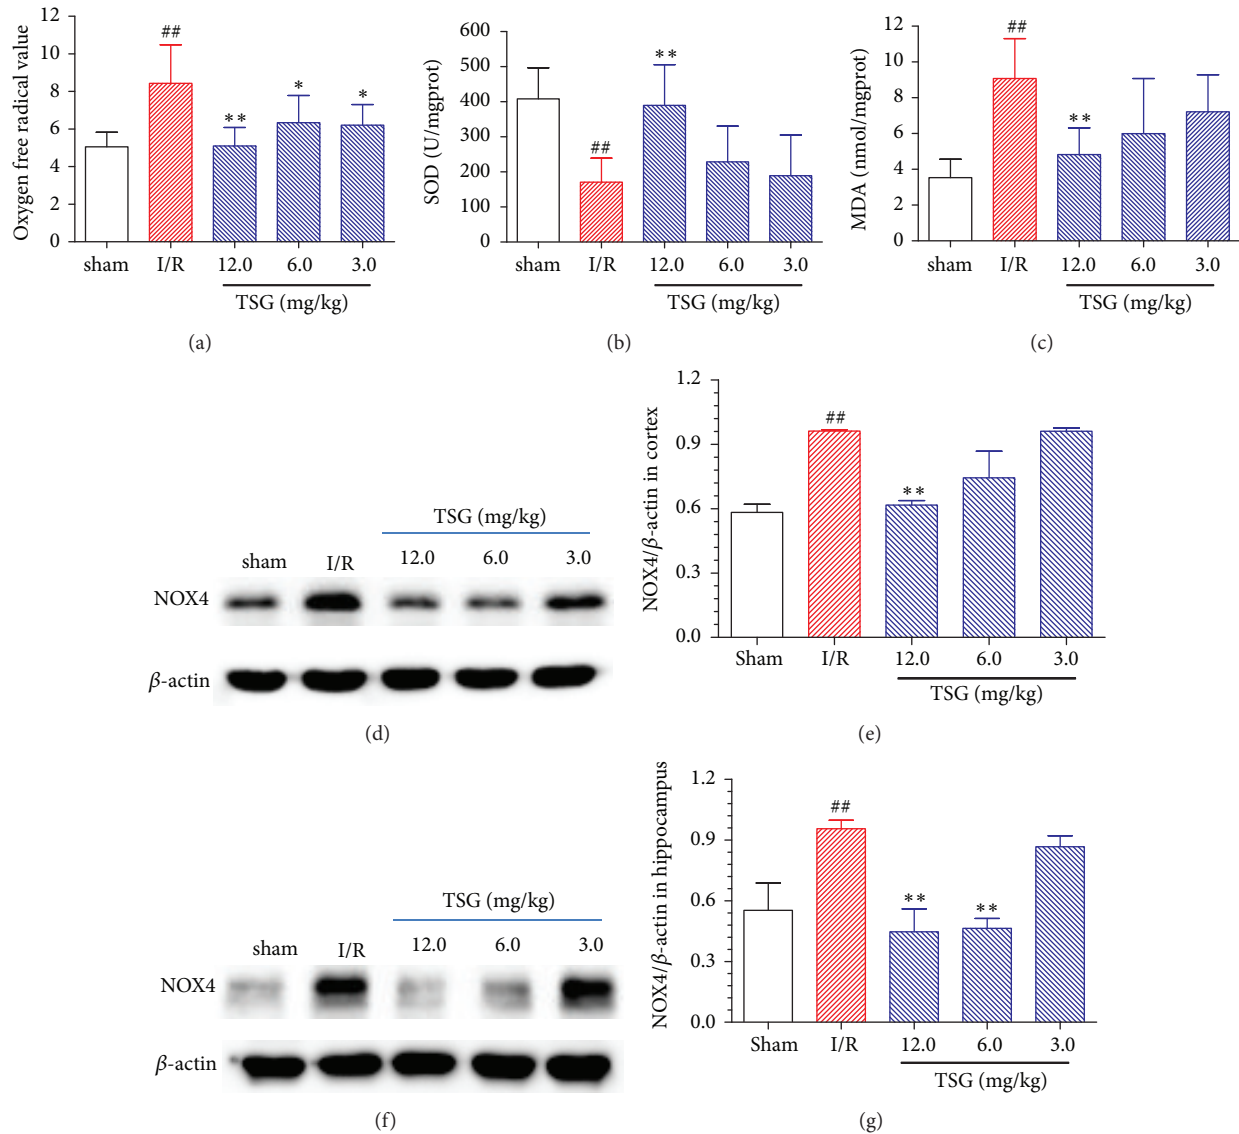 Oxygen free radical value
12
10
8
6
4
2
0
##
**
*
*
sham
I/R
12.0
6.0
3.0
TSG (mg/kg)
(a)
SOD (U/mgprot)
600
500
400
300
200
100
0
##
**
sham
I/R
12.0
6.0
3.0
TSG (mg/kg)
(b)
MDA (nmol/mgprot)
12
10
8
6
4
2
0
##
**
sham
I/R
12.0
6.0
3.0
TSG (mg/kg)
(c)
TSG (mg/kg)
sham
I/R
12.0
6.0
3.0
NOX4
β-actin
(d)
NOX4/β-actin in cortex
1.2
0.9
0.6
0.3
0.0
##
**
Sham
I/R
12.0
6.0
3.0
TSG (mg/kg)
(e)
TSG (mg/kg)
sham
I/R
12.0
6.0
3.0
NOX4
β-actin
(f)
NOX4/β-actin in hippocampus
1.2
0.9
0.6
0.3
0.0
##
**
**
Sham
I/R
12.0
6.0
3.0
TSG (mg/kg)
(g)